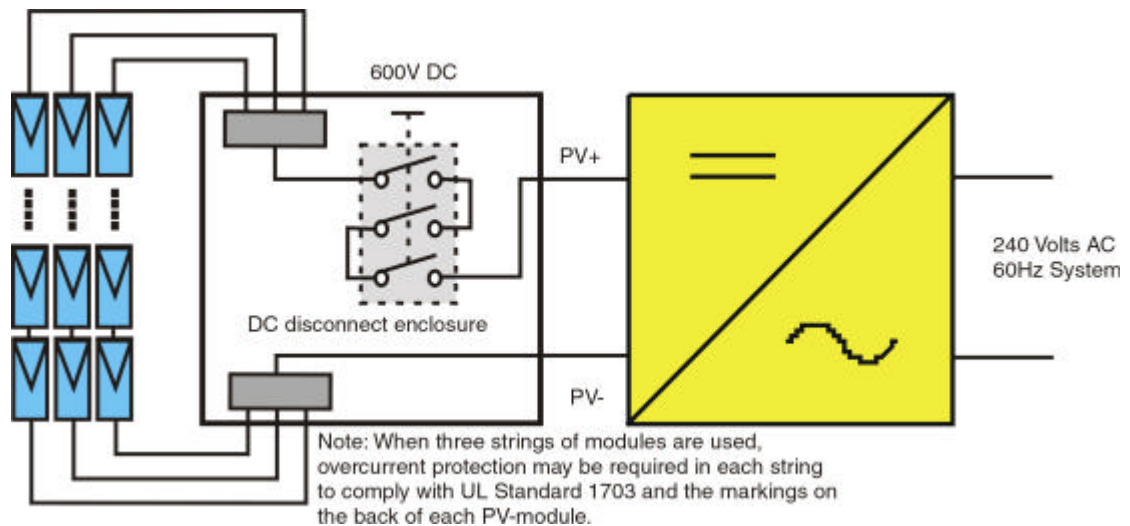 600V DC
PV+
240 Volts AC
60Hz System
DC disconnect enclosure
PV-
Note: When three strings of modules are used,
overcurrent protection may be required in each string
to comply with UL Standard 1703 and the markings on
the back of each PV-module.